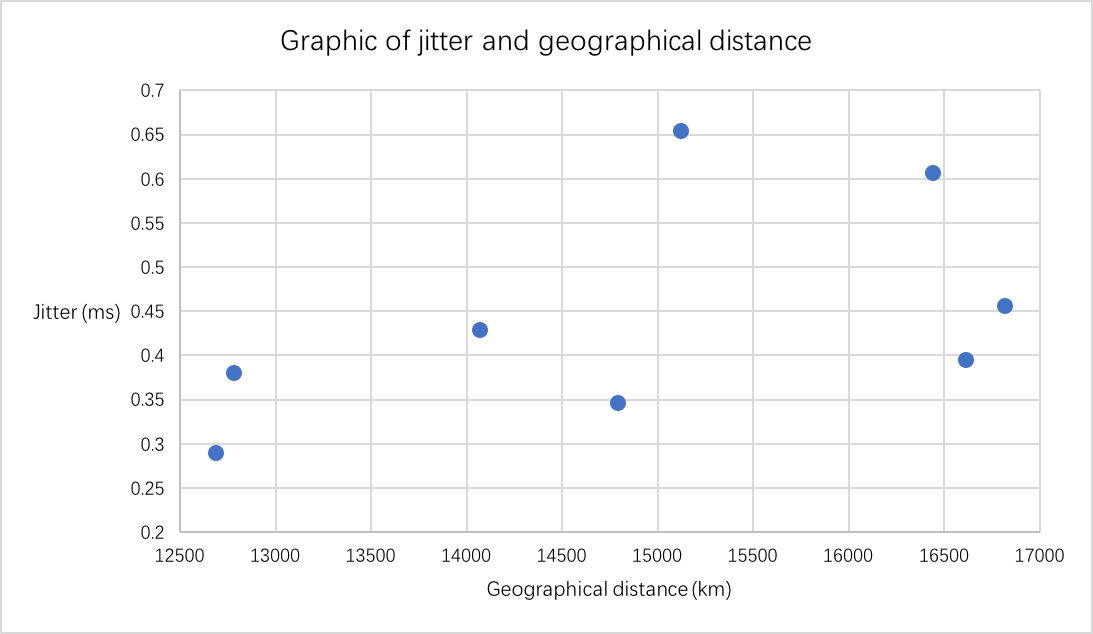 Graphic of jitter and geographical distance
0.7
0.65
0.6
0.55
0.5
Jitter (ms) 0.45
0.4
0.35
0.3
0.25
0.2
12500 13000 13500 14000 14500 15000 15500 16000 16500 17000
Geographical distance (km)